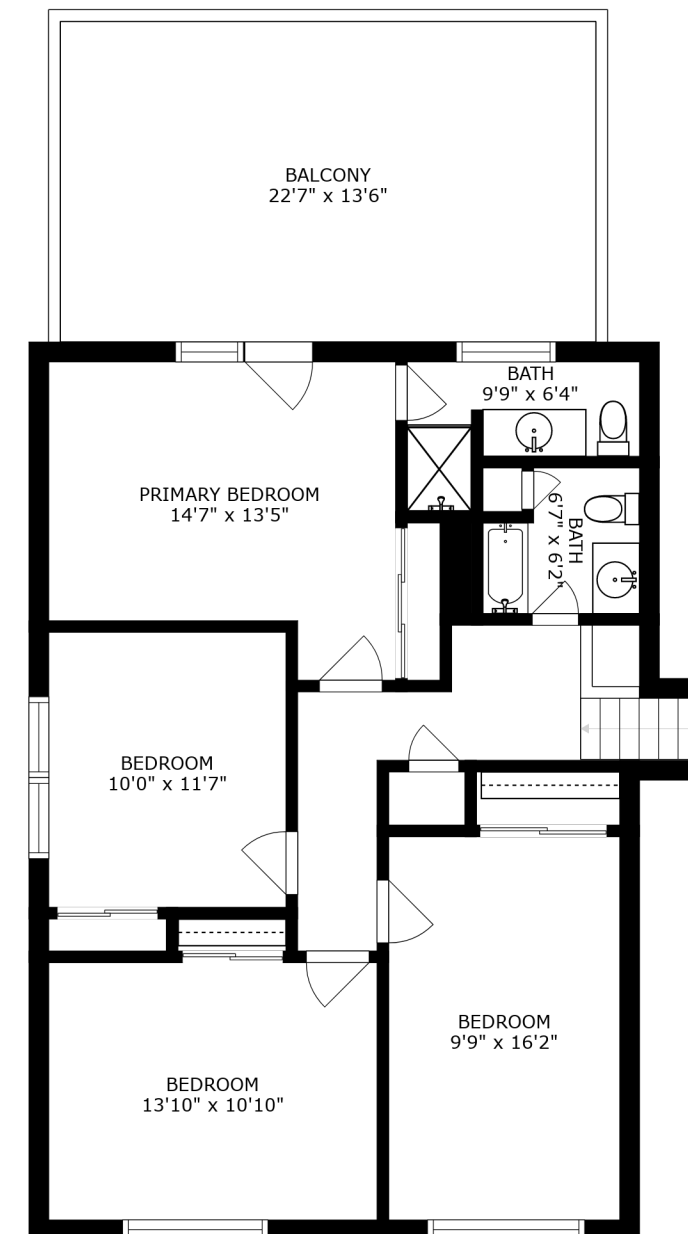 BALCONY
22'7" x 13'6"
BATH
9'9" x 6'4"
PRIMARY BEDROOM
14'7" x 13'5"
BATH
6'7" x 6'2"
BEDROOM
10'0" x 11'7"
BEDROOM
9'9" x 16'2"
BEDROOM
13'10" x 10'10"